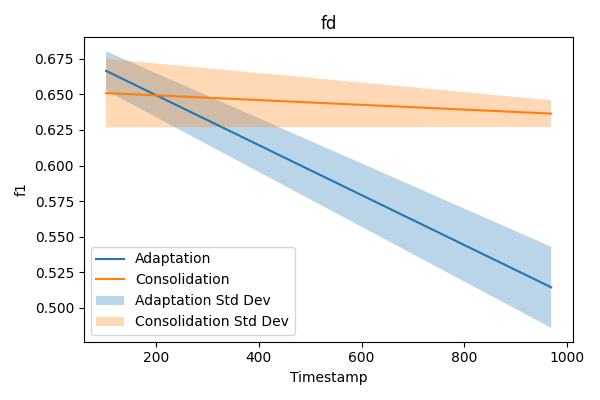 fd
f1
0.675
0.650
0.625
0.600
0.575
0.550
0.525
0.500
Adaptation
Consolidation
Adaptation Std Dev
Consolidation Std Dev
200
400
600
800
1000
Timestamp